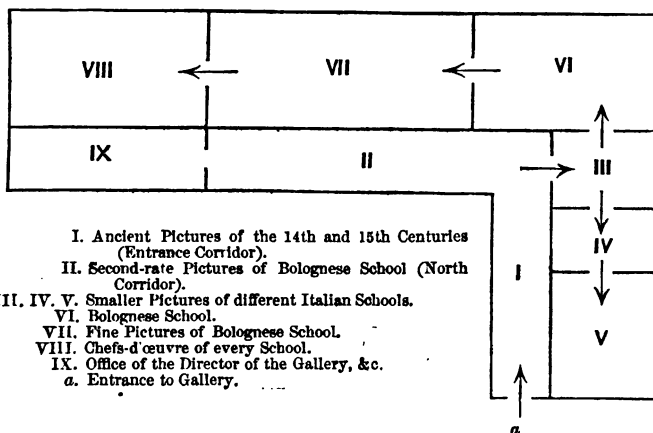 VIII
VII
VI
IX
II
III
IV
I
V
I. Ancient Pictures of the 14th and 15th Centuries
(Entrance Corridor).
II. Second-rate Pictures of Bolognese School (North
Corridor).
III. IV. V. Smaller Pictures of different Italian Schools.
VI. Bolognese School.
VII. Fine Pictures of Bolognese School.
VIII. Chefs-d'œuvre of every School.
IX. Office of the Director of the Gallery, &c.
a. Entrance to Gallery.
a